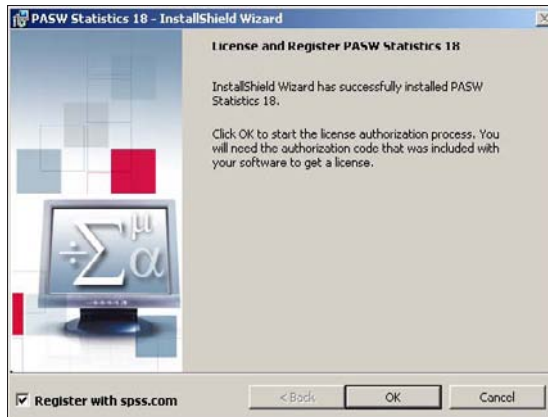 PASW Statistics 18 - InstallShield Wizard
License and Register PASW Statistics 18
InstallShield Wizard has successfully installed PASW
Statistics 18.
Click OK to start the license authorization process. You
will need the authorization code that was included with
your software to get a license.
÷Σμα
Register with spss.com
< Back
OK
Cancel